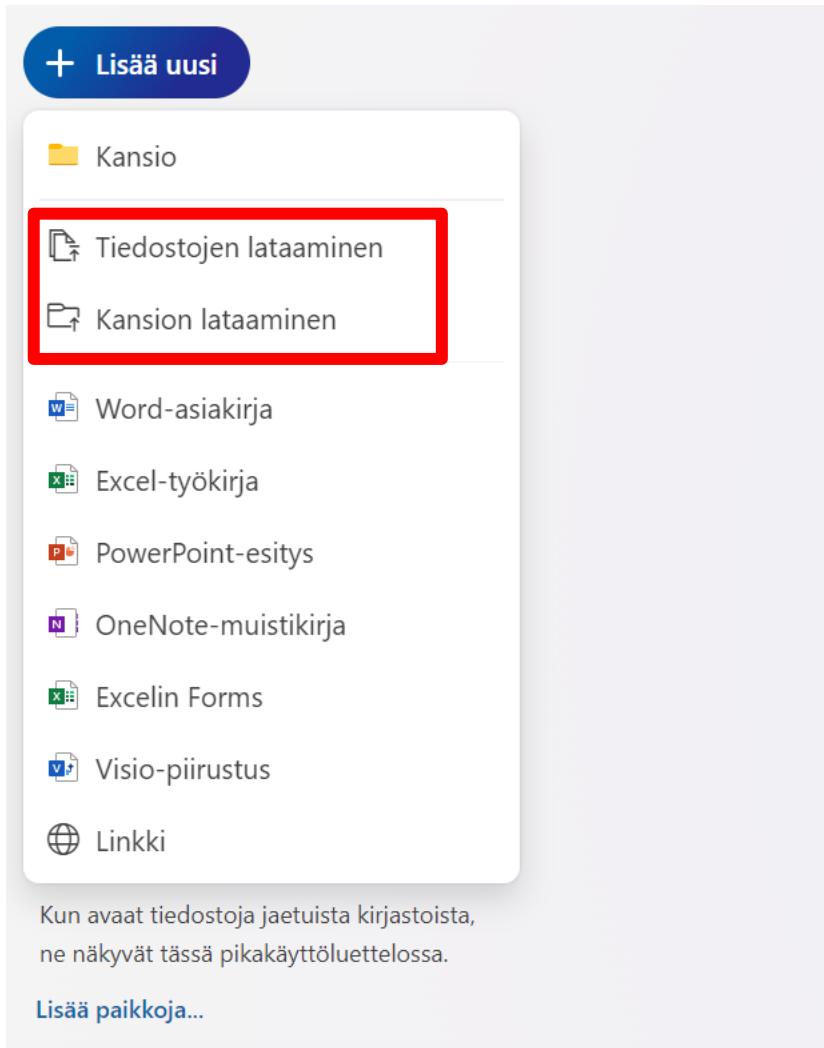 Lisää uusi
Kansio
Tiedostojen lataaminen
Kansion lataaminen
Word-asiakirja
Excel-työkirja
PowerPoint-esitys
OneNote-muistikirja
Excelin Forms
Visio-piirustus
Linkki
Kun avaat tiedostoja jaetuista kirjastoista,
ne näkyvät tässä pikakäyttöluettelossa.
Lisää paikkoja...